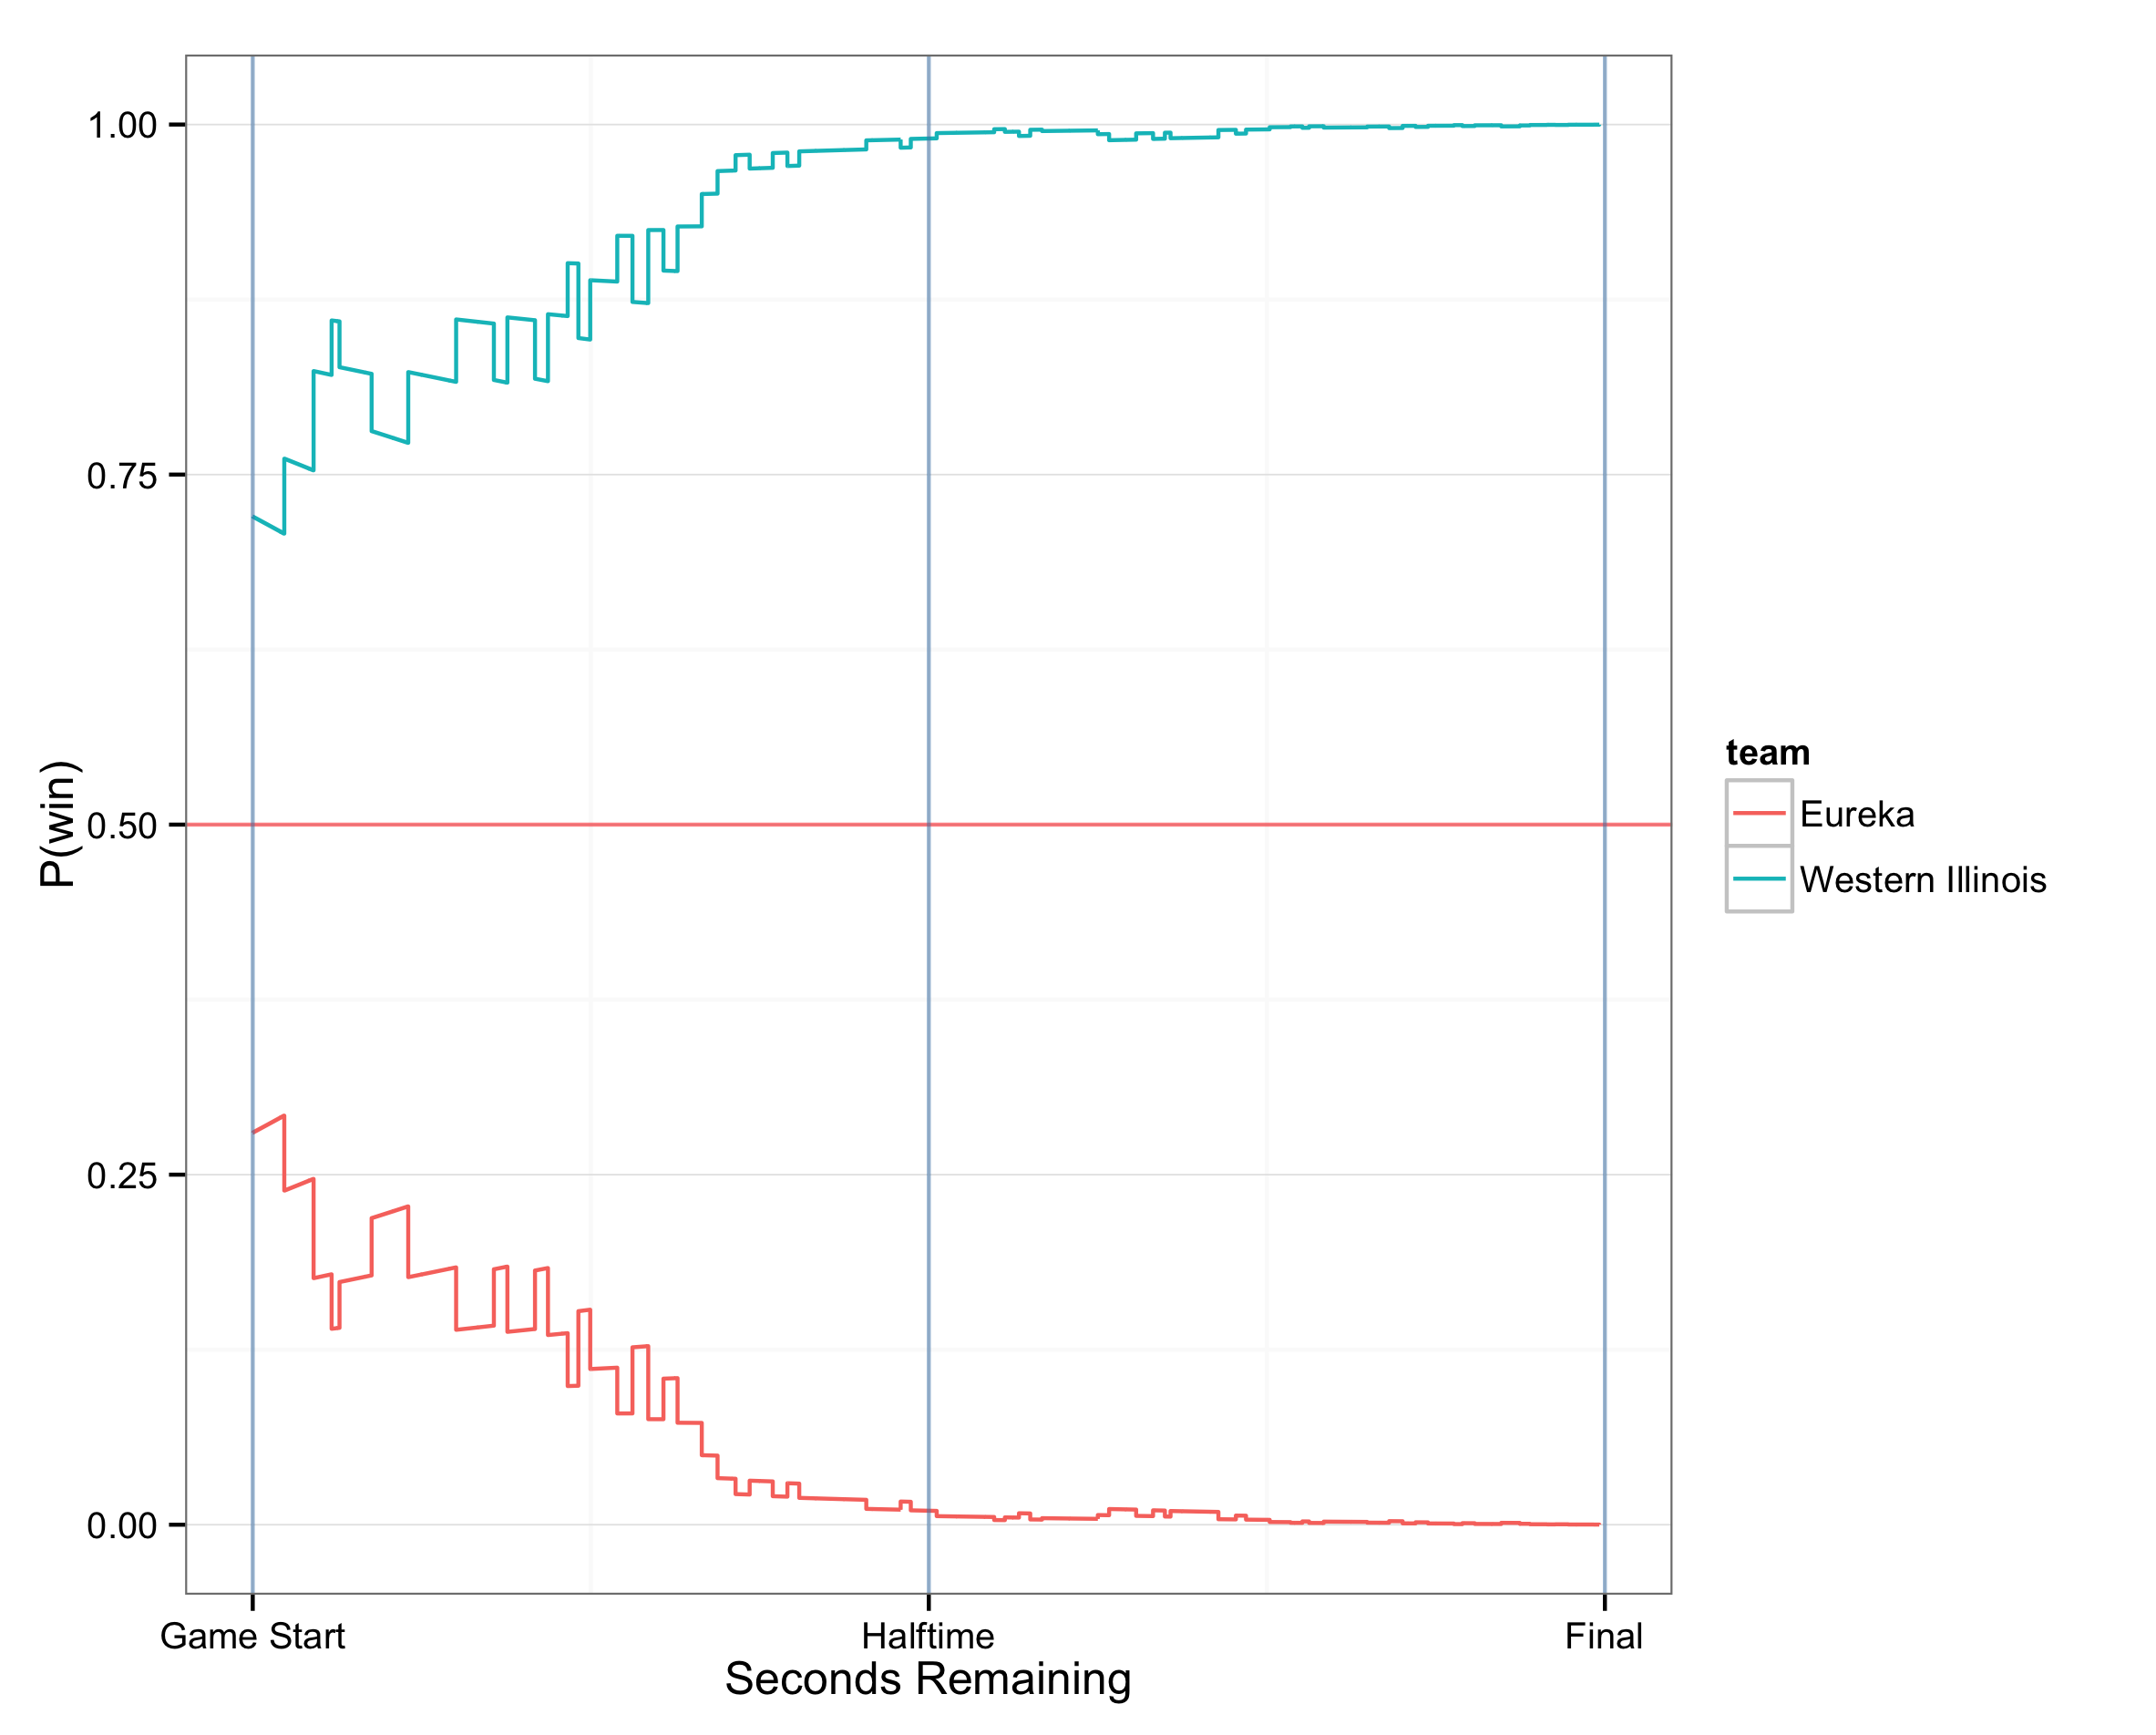 1.00
0.75
0.50
0.25
0.00
P(win)
Game Start
Halftime
Final
Seconds Remaining
team
Eureka
Western Illinois